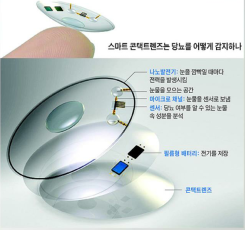 스마트 콘택트렌즈는 당뇨를 어떻게 감지하나
나노발전기: 눈을 깜박일 때마다
전력을 발생시킴
눈물을 모으는 공간
마이크로 채널: 눈물을 센서로 보냄
센서: 당뇨 여부를 알 수 있는 눈물
속 성분을 분석
필름형 배터리: 전기를 저장
콘택트렌즈